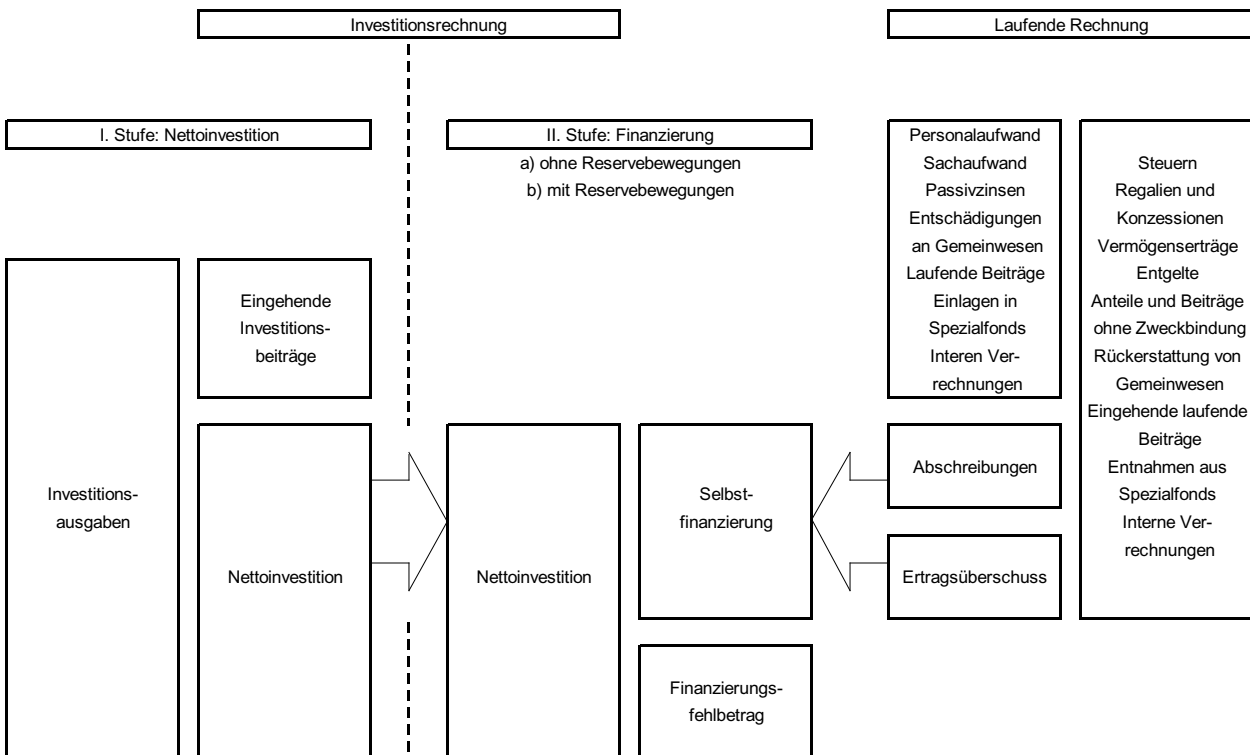 Investitionsrechnung
Laufende Rechnung
I. Stufe: Nettoinvestition
II. Stufe: Finanzierung
a) ohne Reservebewegungen
b) mit Reservebewegungen
Investitions-
ausgaben
Eingehende
Investitions-
beiträge
Nettoinvestition
Nettoinvestition
Selbst-
finanzierung
Finanzierungs-
fehlbetrag
Personalaufwand
Sachaufwand
Passivzinsen
Entschädigungen
an Gemeinwesen
Laufende Beiträge
Einlagen in
Spezialfonds
Interen Ver-
rechnungen
Abschreibungen
Ertragsüberschuss
Steuern
Regalien und
Konzessionen
Vermögenserträge
Entgelte
Anteile und Beiträge
ohne Zweckbindung
Rückerstattung von
Gemeinwesen
Eingehende laufende
Beiträge
Entnahmen aus
Spezialfonds
Interne Ver-
rechnungen